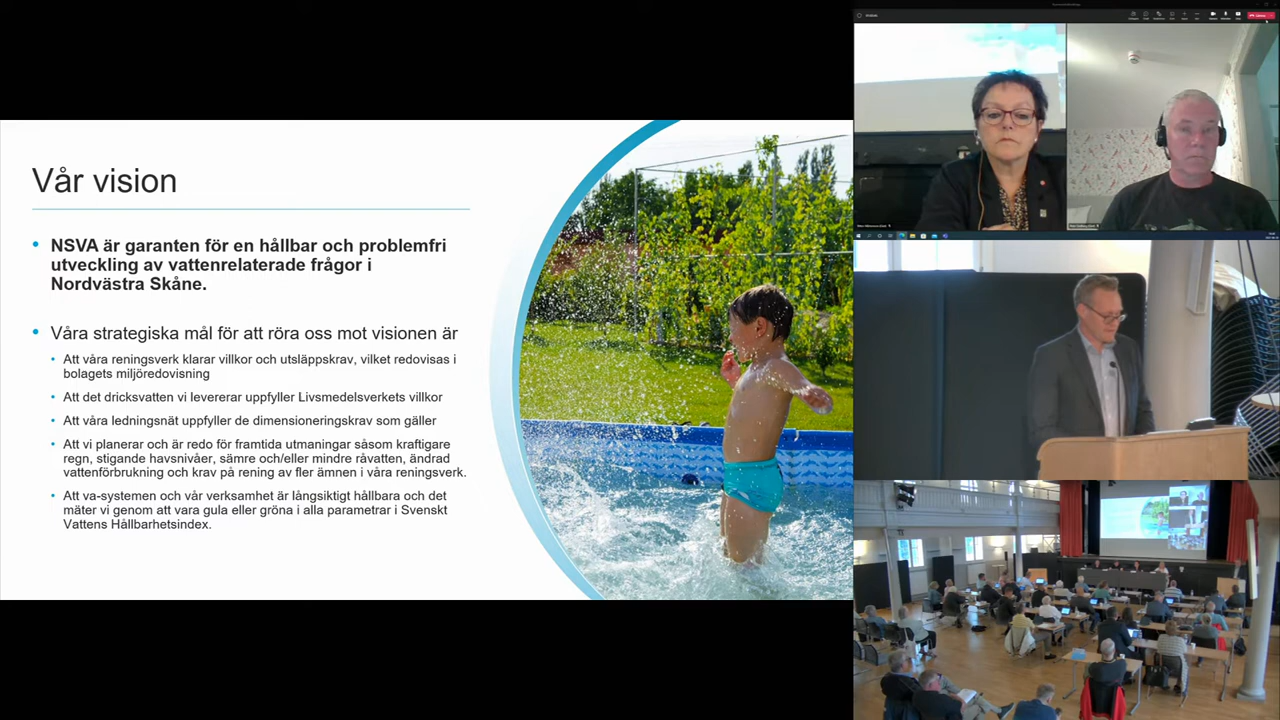 Vår vision
• NSVA är garanten för en hållbar och problemfri
utveckling av vattenrelaterade frågor i
Nordvästra Skåne.
• Våra strategiska mål för att röra oss mot visionen är
• Att våra reningsverk klarar villkor och utsläppskrav, vilket redovisas i
bolagets miljöredovisning
• Att det dricksvatten vi levererar uppfyller Livsmedelsverkets villkor
• Att våra ledningsnät uppfyller de dimensioneringskrav som gäller
• Att vi planerar och är redo för framtida utmaningar såsom kraftigare
regn, stigande havsnivåer, sämre och/eller mindre råvatten, ändrad
vattenförbrukning och krav på rening av fler ämnen i våra reningsverk.
• Att va-systemen och vår verksamhet är långsiktigt hållbara och det
mäter vi genom att vara gula eller gröna i alla parametrar i Svenskt
Vattens Hållbarhetsindex.